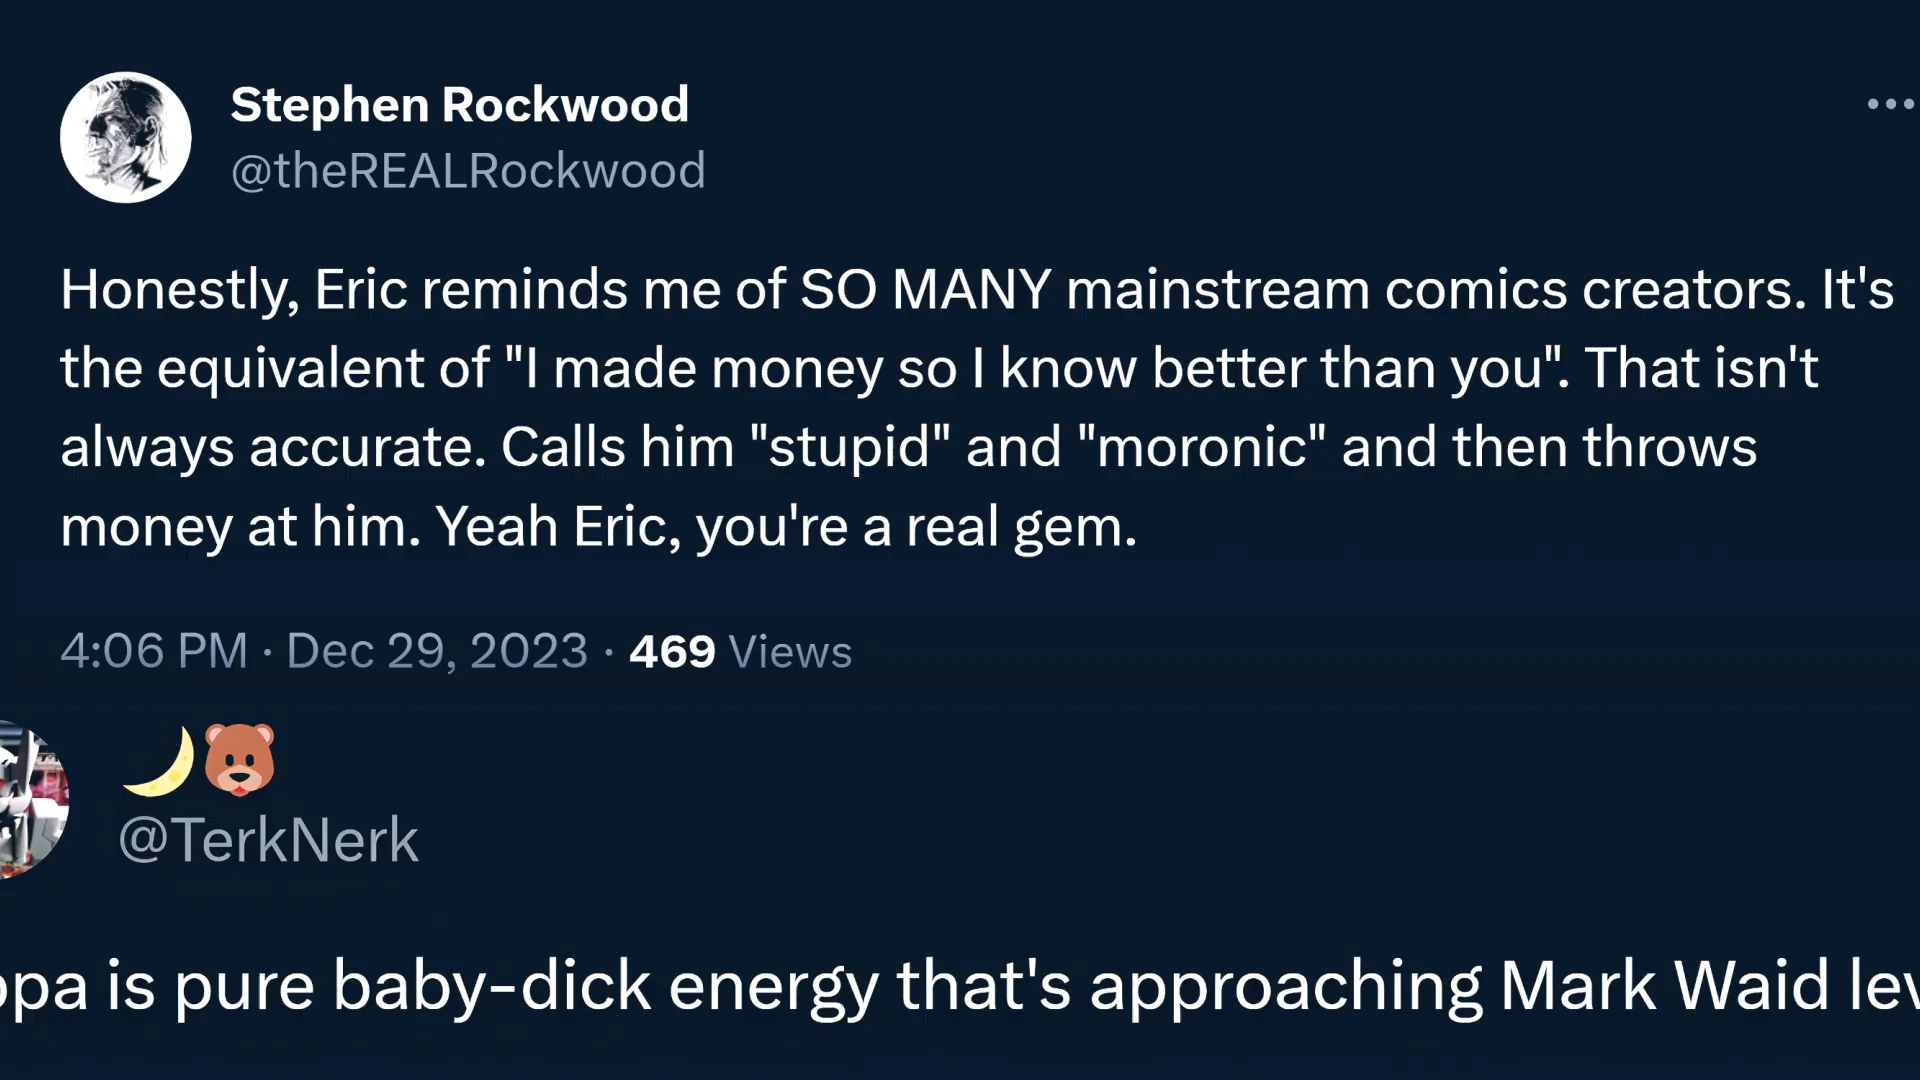 Stephen Rockwood
@theREALRockwood
Honestly, Eric reminds me of SO MANY mainstream comics creators. It's
the equivalent of "I made money so I know better than you". That isn't
always accurate. Calls him "stupid" and "moronic" and then throws
money at him. Yeah Eric, you're a real gem.
4:06 PM · Dec 29, 2023 · 469 Views
🌙🐻
@TerkNerk
is pure baby-dick energy that's approaching Mark Waid